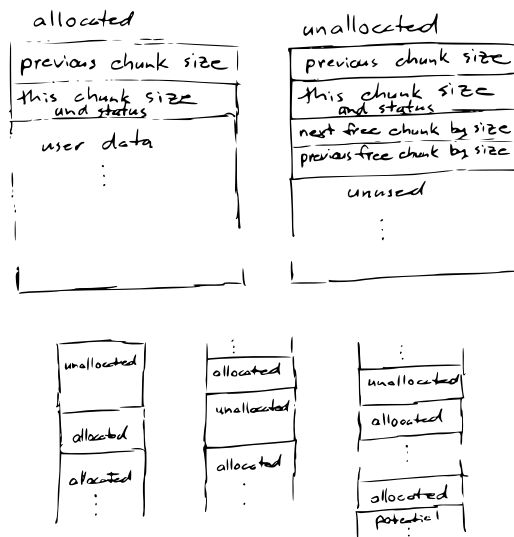 allocated
previous chunk size
this chunk size
and status
user data
⋮
unallocated
previous chunk size
this chunk size
and status
next free chunk by size
previous free chunk by size
unused
⋮
unallocated
allocated
allocated
⋮
⋮
allocated
unallocated
allocated
⋮
⋮
unallocated
allocated
⋮
allocated
potential
⋮